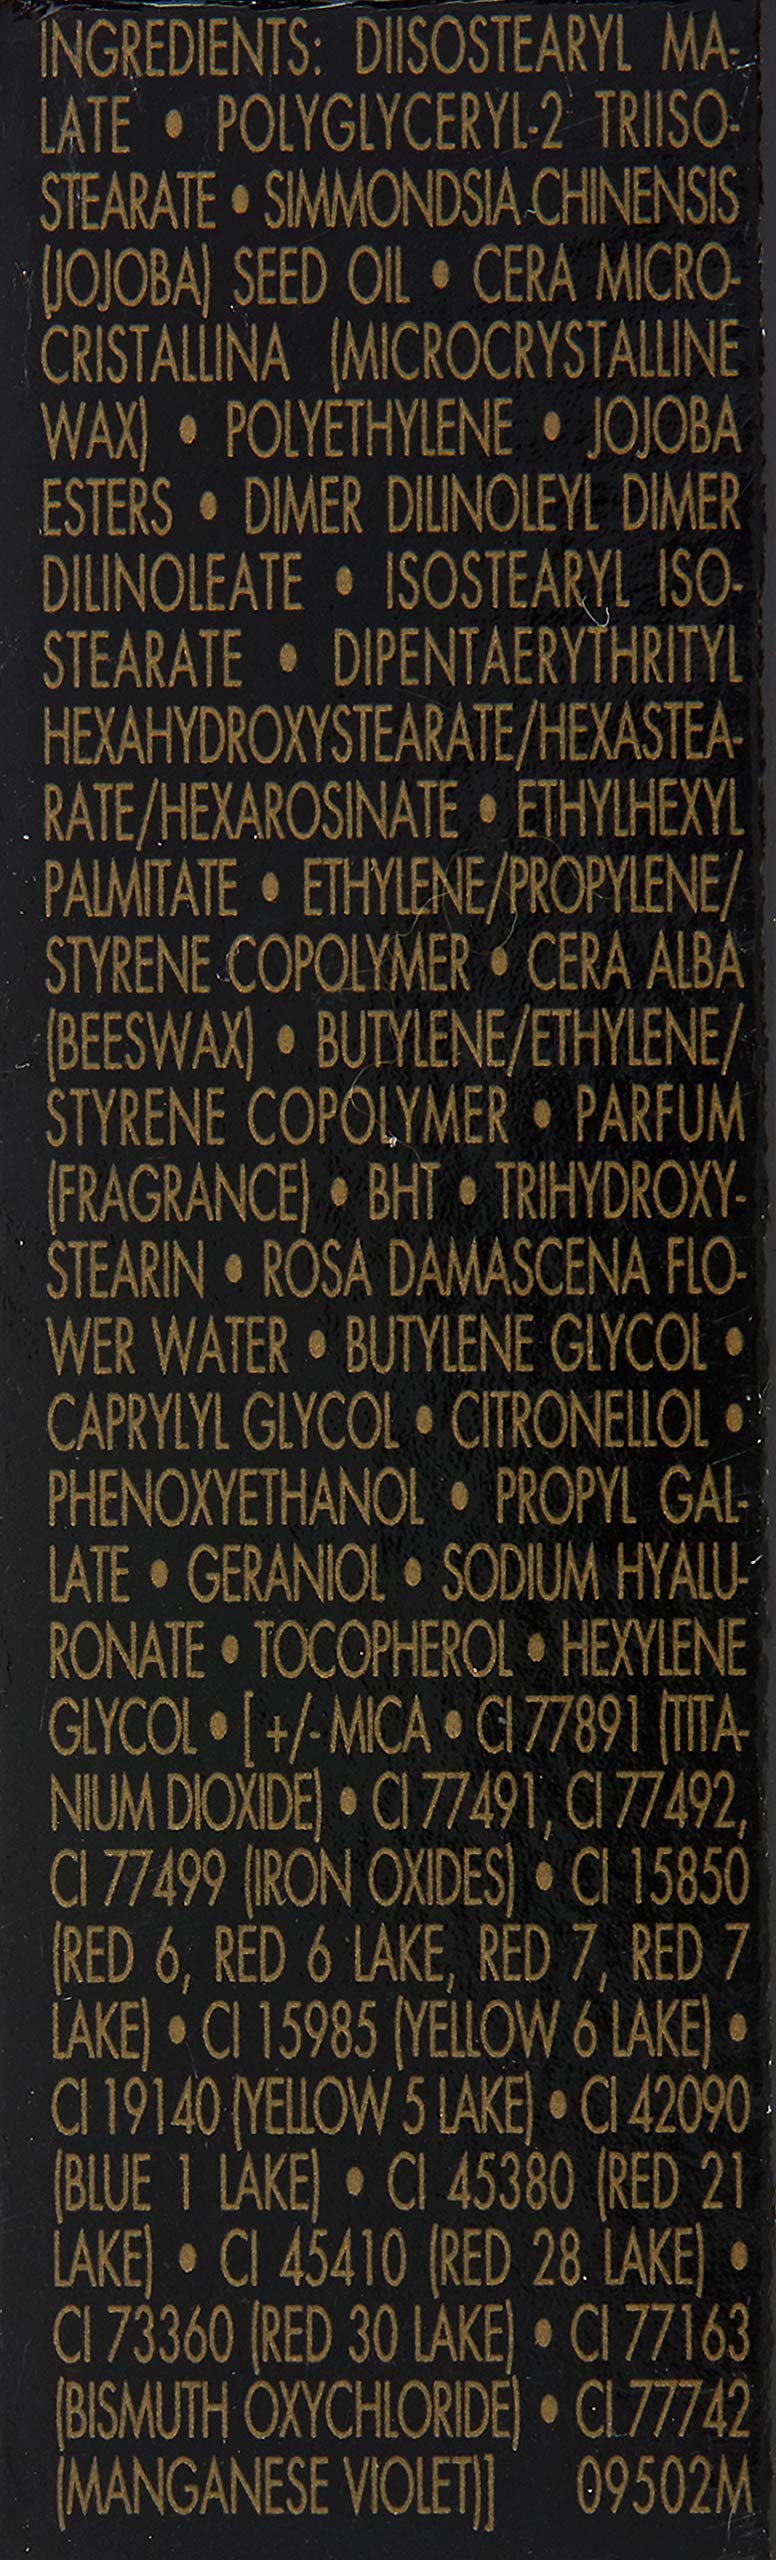 INGREDIENTS: DIISOSTEARYL MA-
LATE • POLYGLYCERYL-2 TRIISO-
STEARATE • SIMMONDSIA CHINENSIS
(JOJOBA) SEED OIL • CERA MICRO-
CRISTALLINA (MICROCRYSTALLINE
WAX) • POLYETHYLENE • JOJOBA
ESTERS • DIMER DILINOLEYL DIMER
DILINOLEATE • ISOSTEARYL ISO-
STEARATE • DIPENTAERYTHRITYL
HEXAHYDROXYSTEARATE/HEXASTEA-
RATE/HEXAROSINATE • ETHYLHEXYL
PALMITATE • ETHYLENE/PROPYLENE/
STYRENE COPOLYMER • CERA ALBA
(BEESWAX) • BUTYLENE/ETHYLENE/
STYRENE COPOLYMER • PARFUM
(FRAGRANCE) • BHT • TRIHYDROXY-
STEARIN • ROSA DAMASCENA FLO-
WER WATER • BUTYLENE GLYCOL •
CAPRYLYL GLYCOL • CITRONELLOL •
PHENOXYETHANOL • PROPYL GAL-
LATE • GERANIOL • SODIUM HYALU-
RONATE • TOCOPHEROL • HEXYLENE
GLYCOL • [ +/- MICA • CI 77891 (TITA-
NIUM DIOXIDE) • CI 77491, CI 77492,
CI 77499 (IRON OXIDES) • CI 15850
(RED 6, RED 6 LAKE, RED 7, RED 7
LAKE) • CI 15985 (YELLOW 6 LAKE) •
CI 19140 (YELLOW 5 LAKE) • CI 42090
(BLUE 1 LAKE) • CI 45380 (RED 21
LAKE) • CI 45410 (RED 28 LAKE) •
CI 73360 (RED 30 LAKE) • CI 77163
(BISMUTH OXYCHLORIDE) • CI 77742
(MANGANESE VIOLET)] 09502M